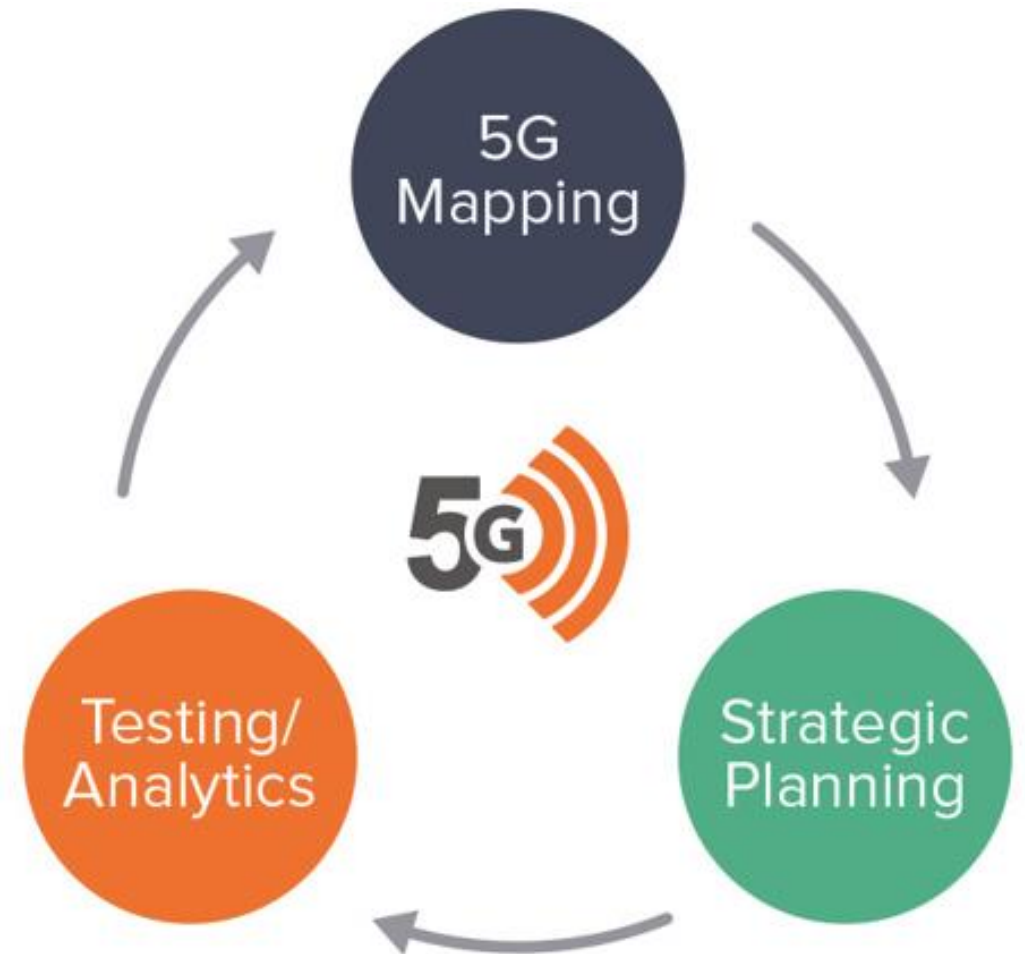 5G
Mapping
5G
Testing/
Analytics
Strategic
Planning